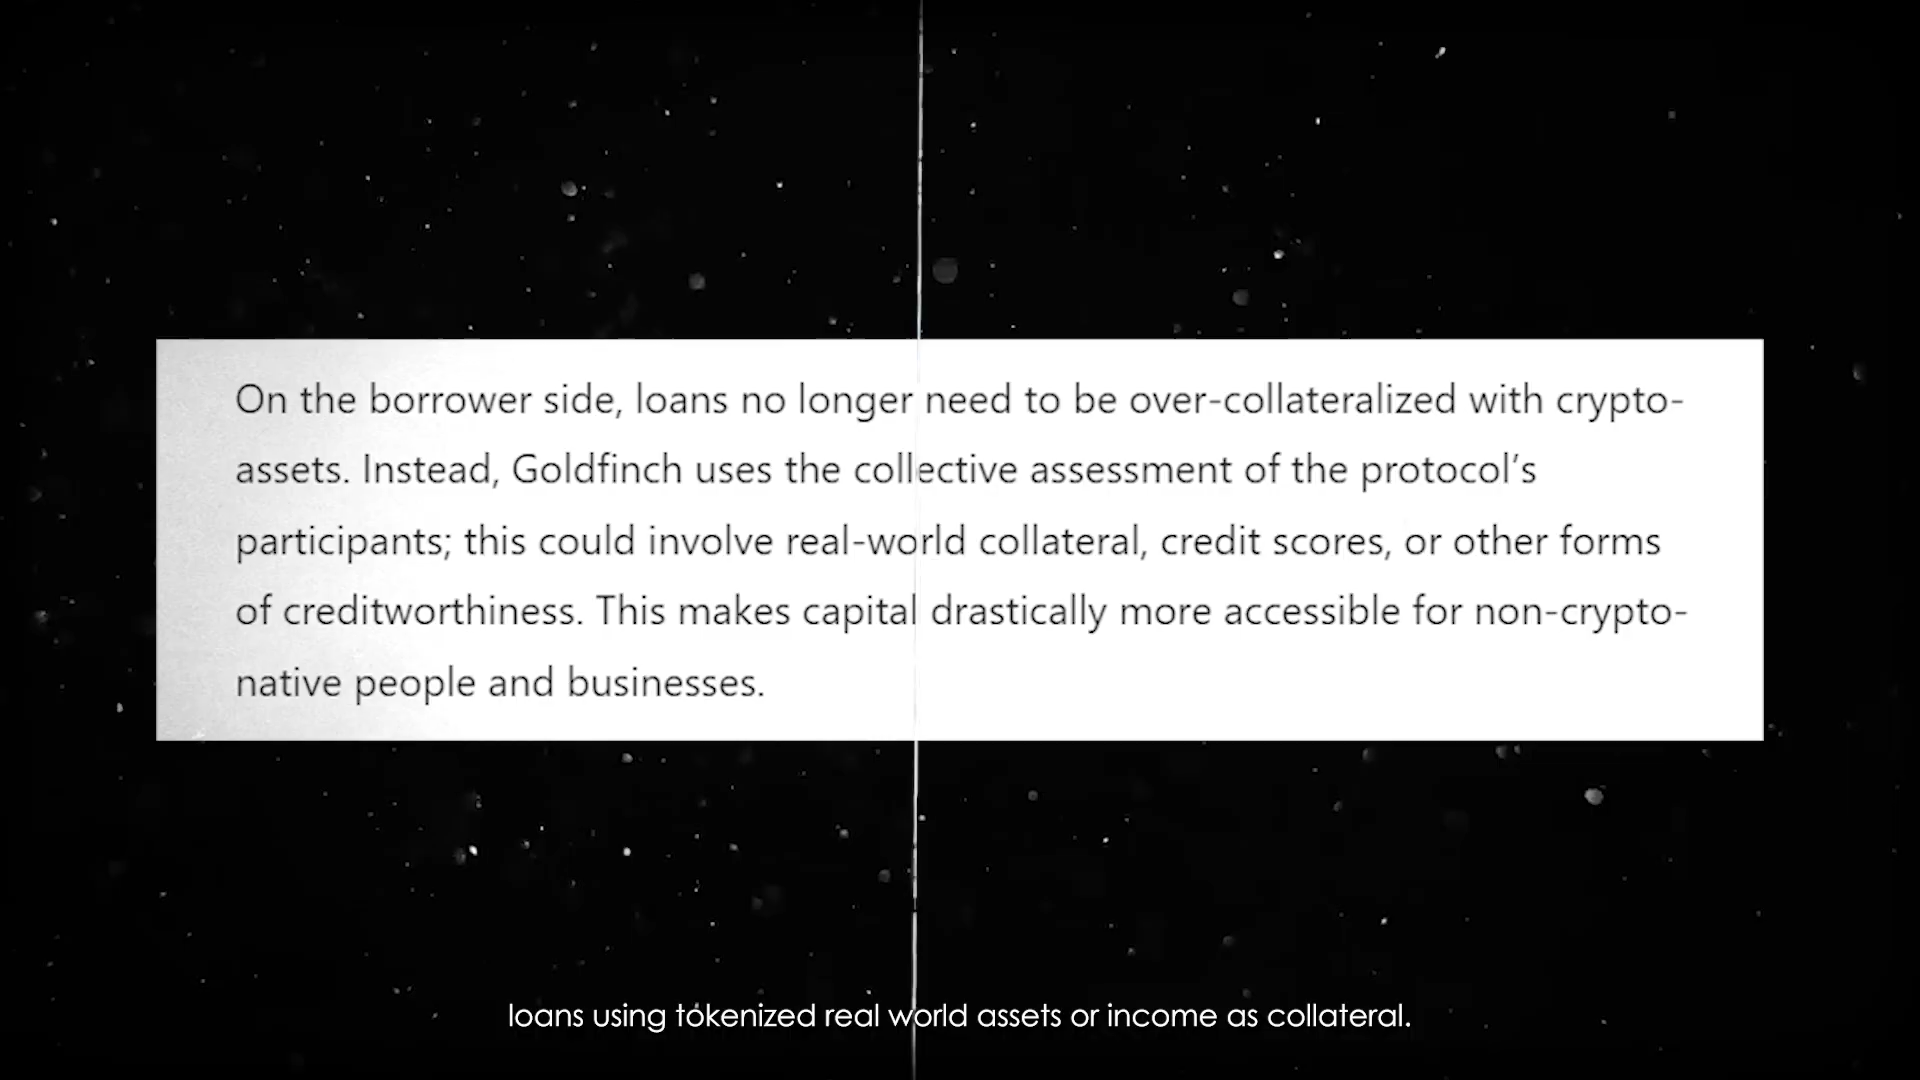 On the borrower side, loans no longer need to be over-collateralized with crypto-
assets. Instead, Goldfinch uses the collective assessment of the protocol's
participants; this could involve real-world collateral, credit scores, or other forms
of creditworthiness. This makes capital drastically more accessible for non-crypto-
native people and businesses.
loans using tokenized real world assets or income as collateral.